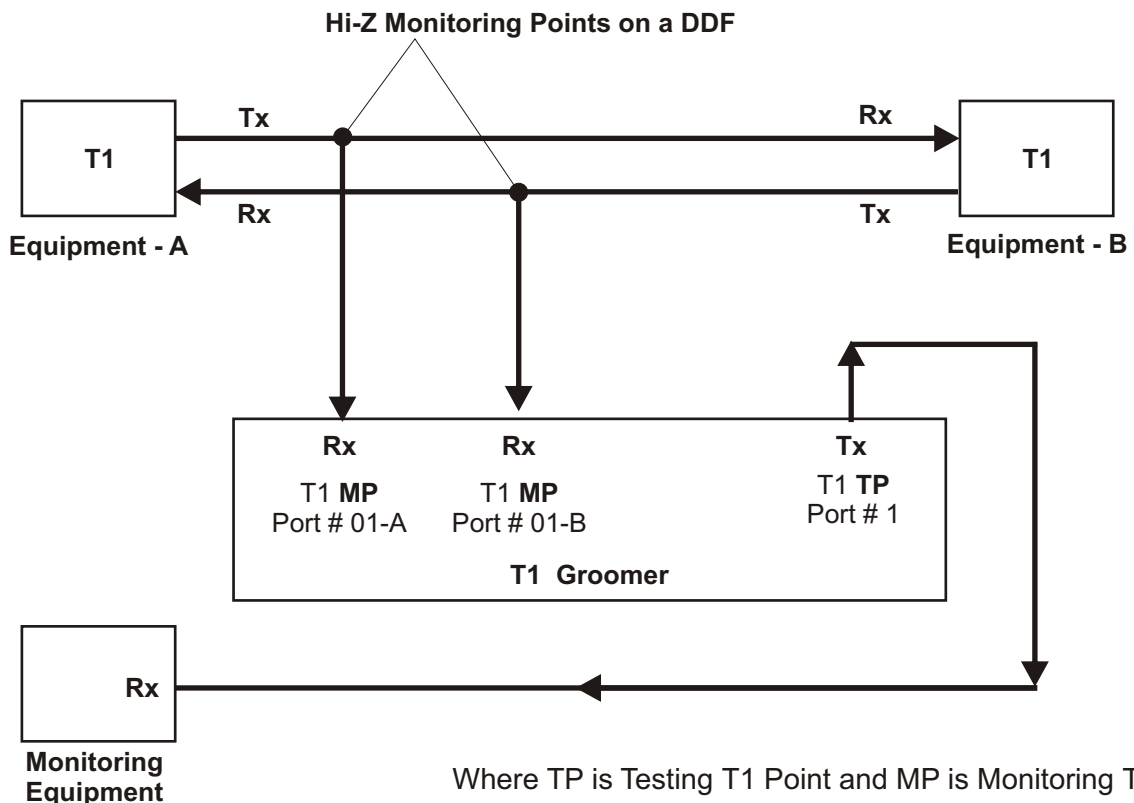 Hi-Z Monitoring Points on a DDF
Tx
Rx
T1
T1
Rx
Tx
Equipment - A
Equipment - B
Rx
Rx
Tx
T1 MP
Port # 01-A
T1 MP
Port # 01-B
T1 TP
Port # 1
T1 Groomer
Rx
Monitoring
Equipment
Where TP is Testing T1 Point and MP is Monitoring